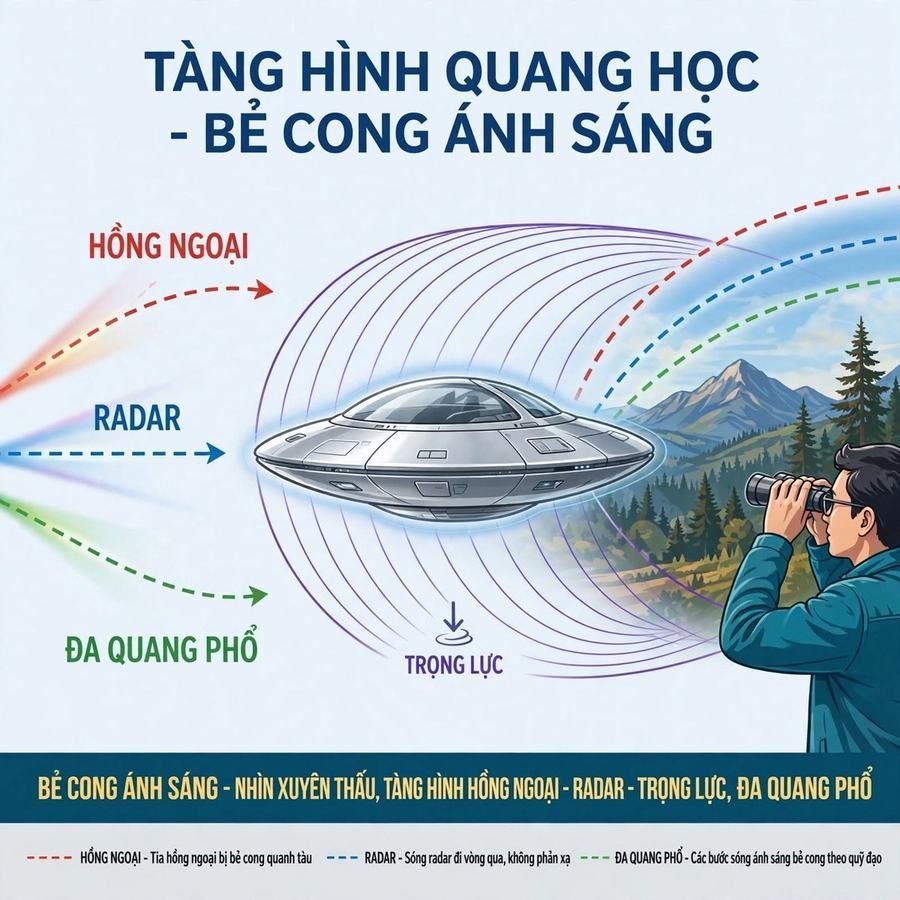 TÀNG HÌNH QUANG HỌC
- BẺ CONG ÁNH SÁNG
HỒNG NGOẠI
RADAR
ĐA QUANG PHỔ
TRỌNG LỰC
BẺ CONG ÁNH SÁNG - NHÌN XUYÊN THẤU, TÀNG HÌNH HỒNG NGOẠI - RADAR - TRỌNG LỰC, ĐA QUANG PHỔ
HỒNG NGOẠI - Tia hồng ngoại bị bẻ cong quanh tàu
RADAR - Sóng radar đi vòng qua, không phản xạ
ĐA QUANG PHỔ - Các bước sóng ánh sáng bẻ cong theo quỹ đạo